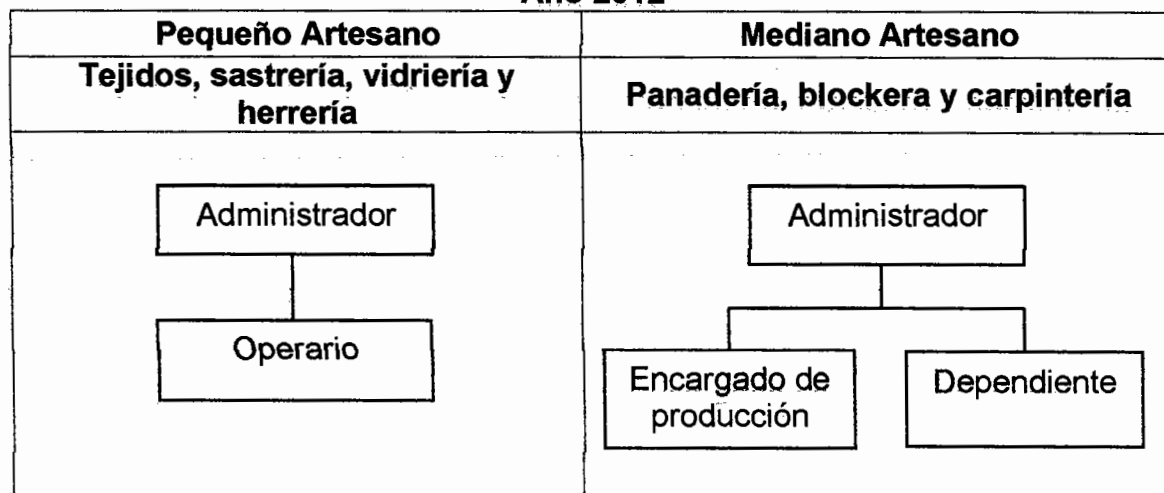 Pequeño Artesano
Mediano Artesano
Tejidos, sastrería, vidriería y
herrería
Panadería, blockera y carpintería
Administrador
Operario
Administrador
Encargado de
producción
Dependiente